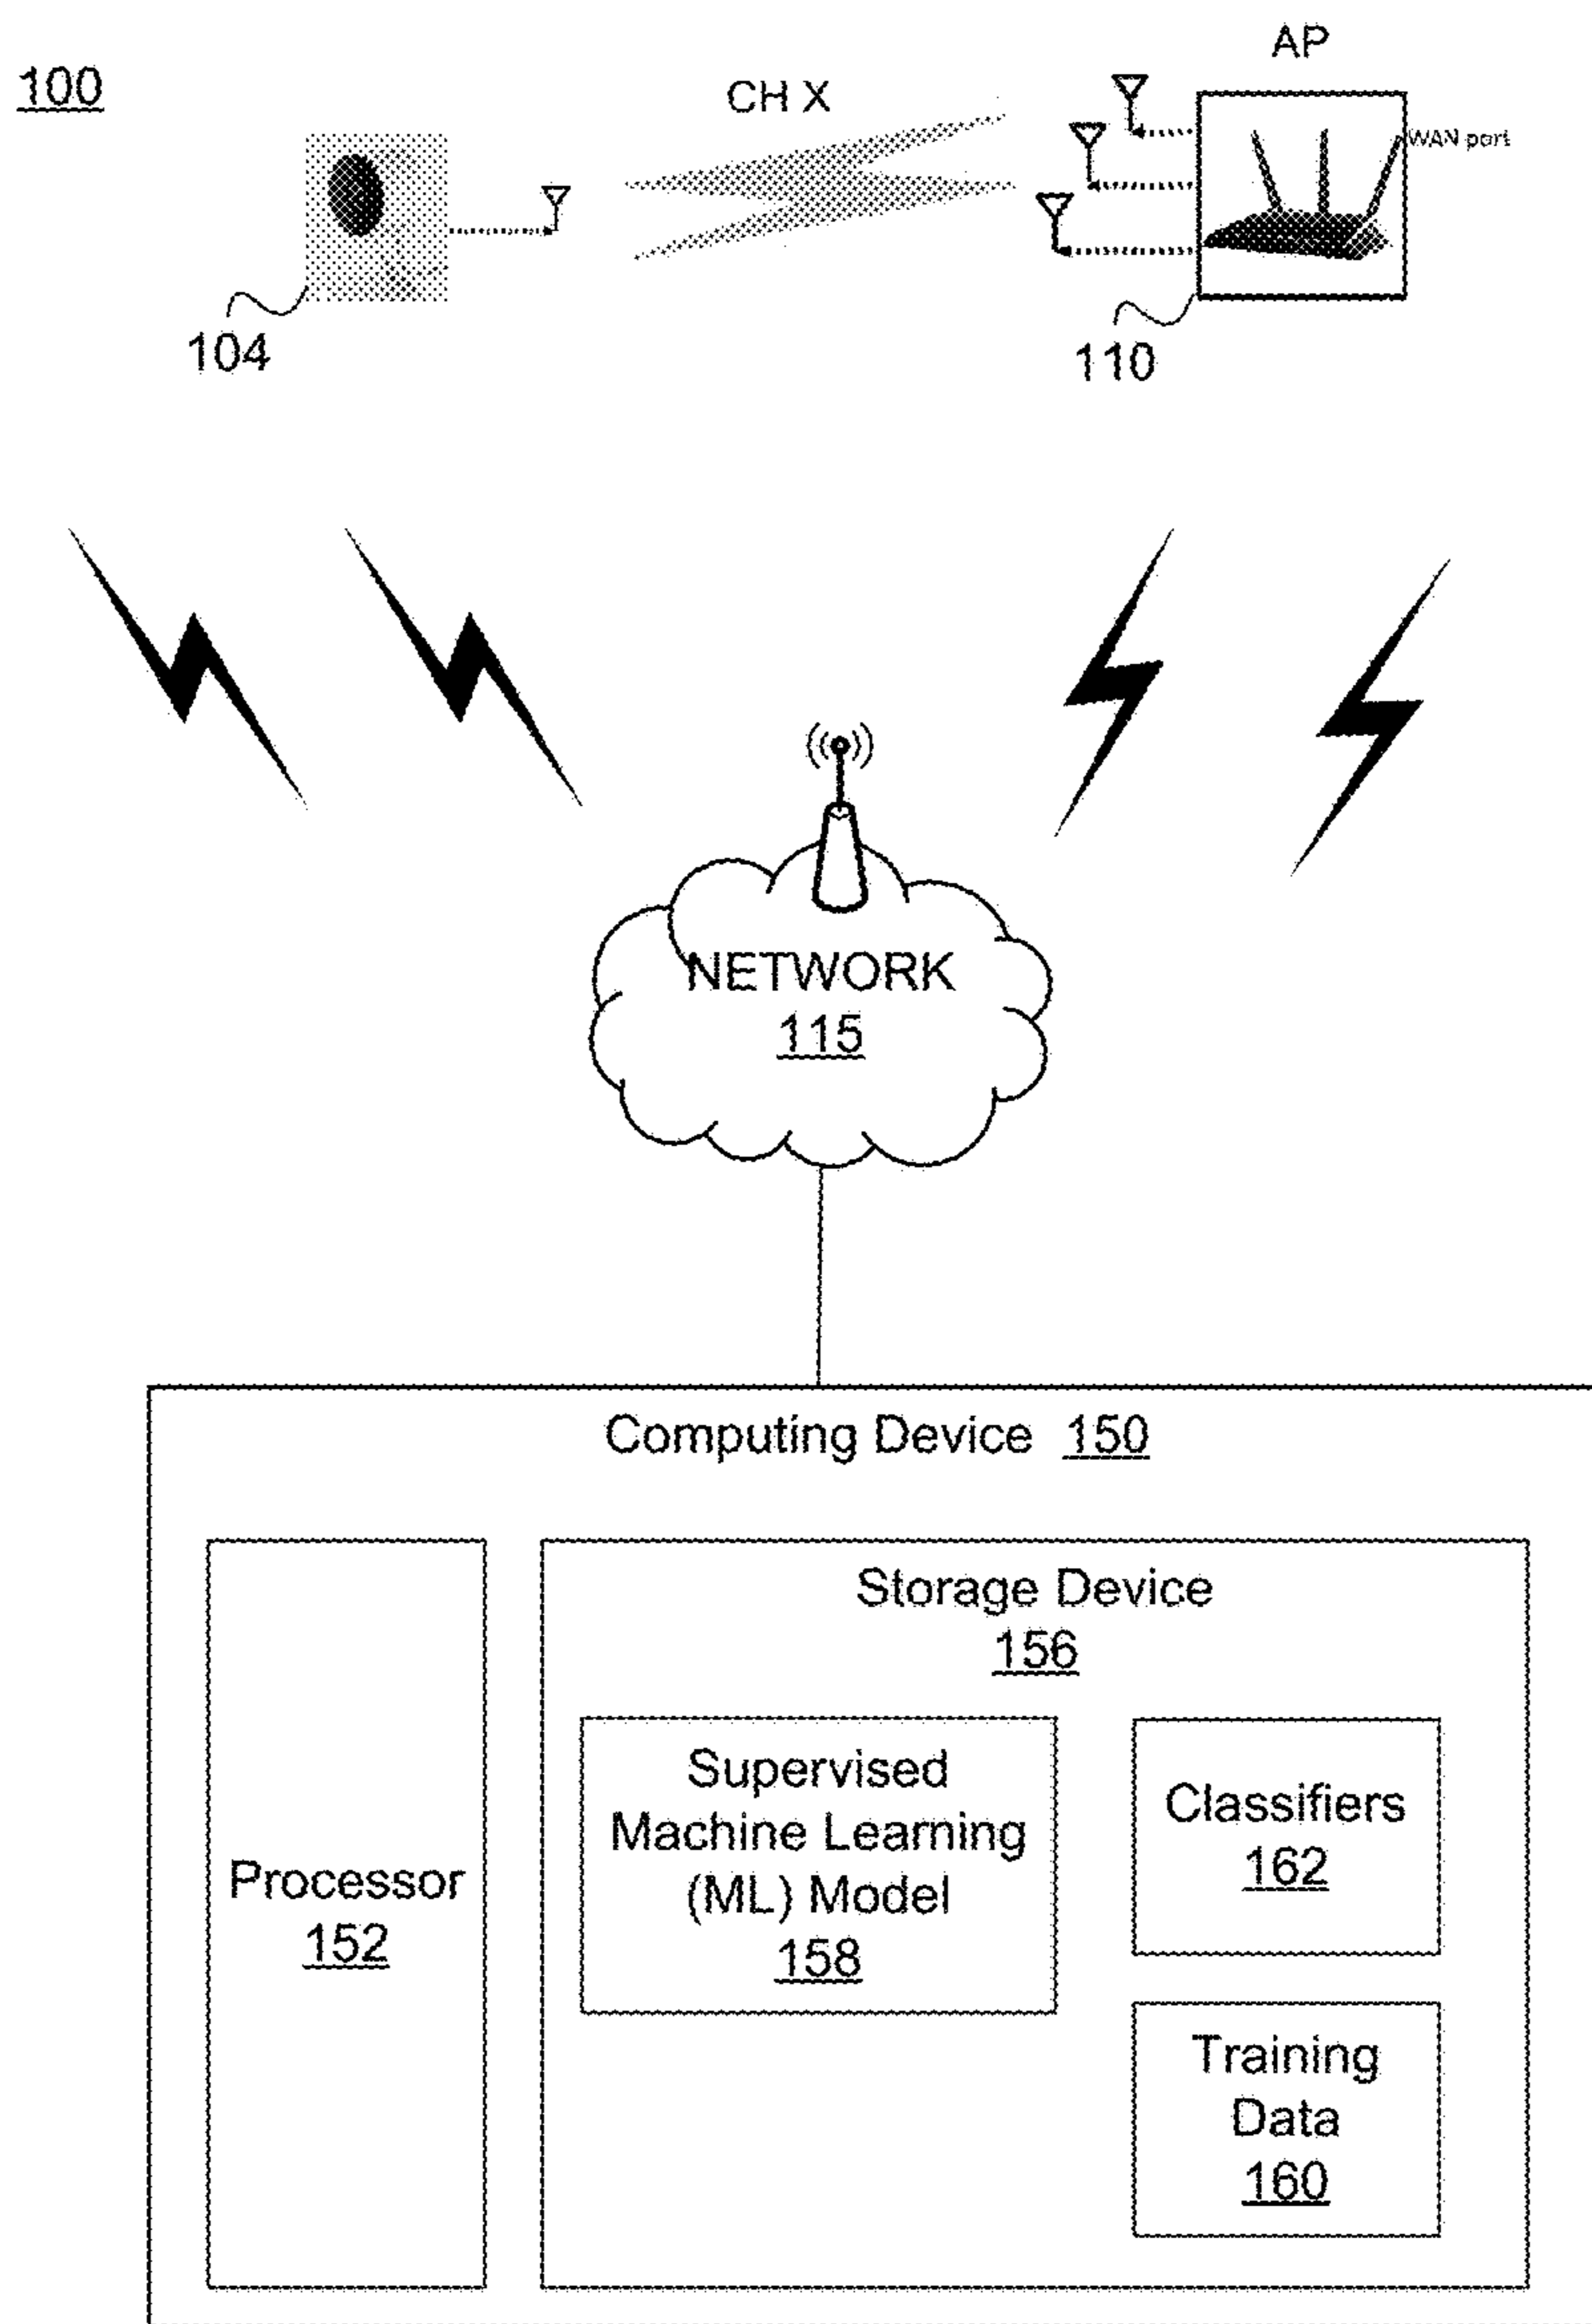 100
AP
CH X
WAN port
104
110
NETWORK
115
Computing Device 150
Storage Device
156
Supervised
Machine Learning
(ML) Model
158
Classifiers
162
Processor
152
Training
Data
160